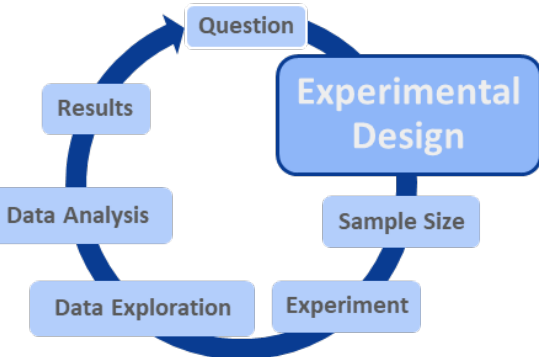 Question
Experimental
Design
Sample Size
Experiment
Data Exploration
Data Analysis
Results